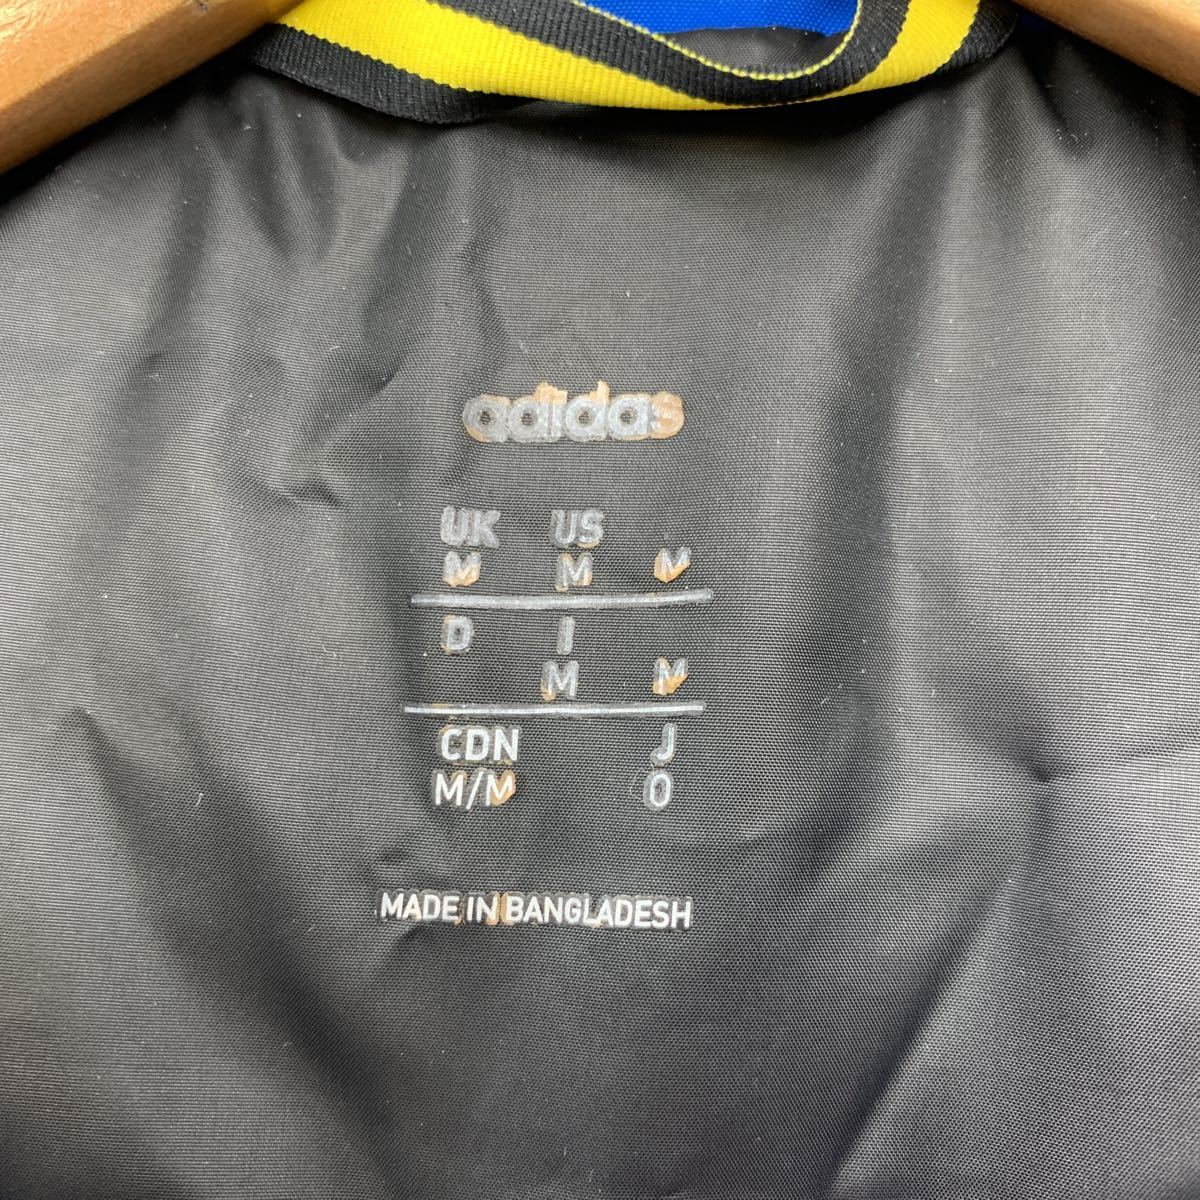 adidas
UK US
M M M
D I
M M
CDN J
M/M O
MADE IN BANGLADESH